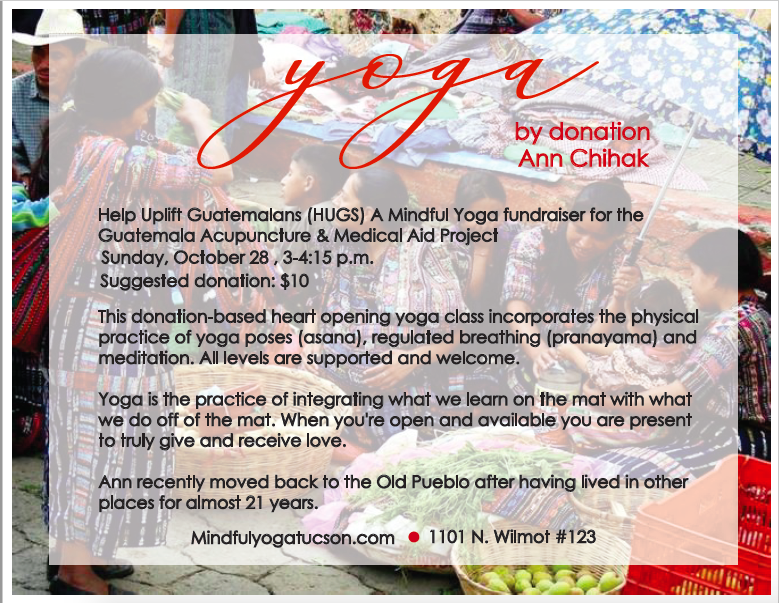 yoga
by donation
Ann Chihak
Help Uplift Guatemalans (HUGS) A Mindful Yoga fundraiser for the
Guatemala Acupuncture & Medical Aid Project
Sunday, October 28 , 3-4:15 p.m.
Suggested donation: $10
This donation-based heart opening yoga class incorporates the physical
practice of yoga poses (asana), regulated breathing (pranayama) and
meditation. All levels are supported and welcome.
Yoga is the practice of integrating what we learn on the mat with what
we do off of the mat. When you're open and available you are present
to truly give and receive love.
Ann recently moved back to the Old Pueblo after having lived in other
places for almost 21 years.
Mindfulyogatucson.com ● 1101 N. Wilmot #123